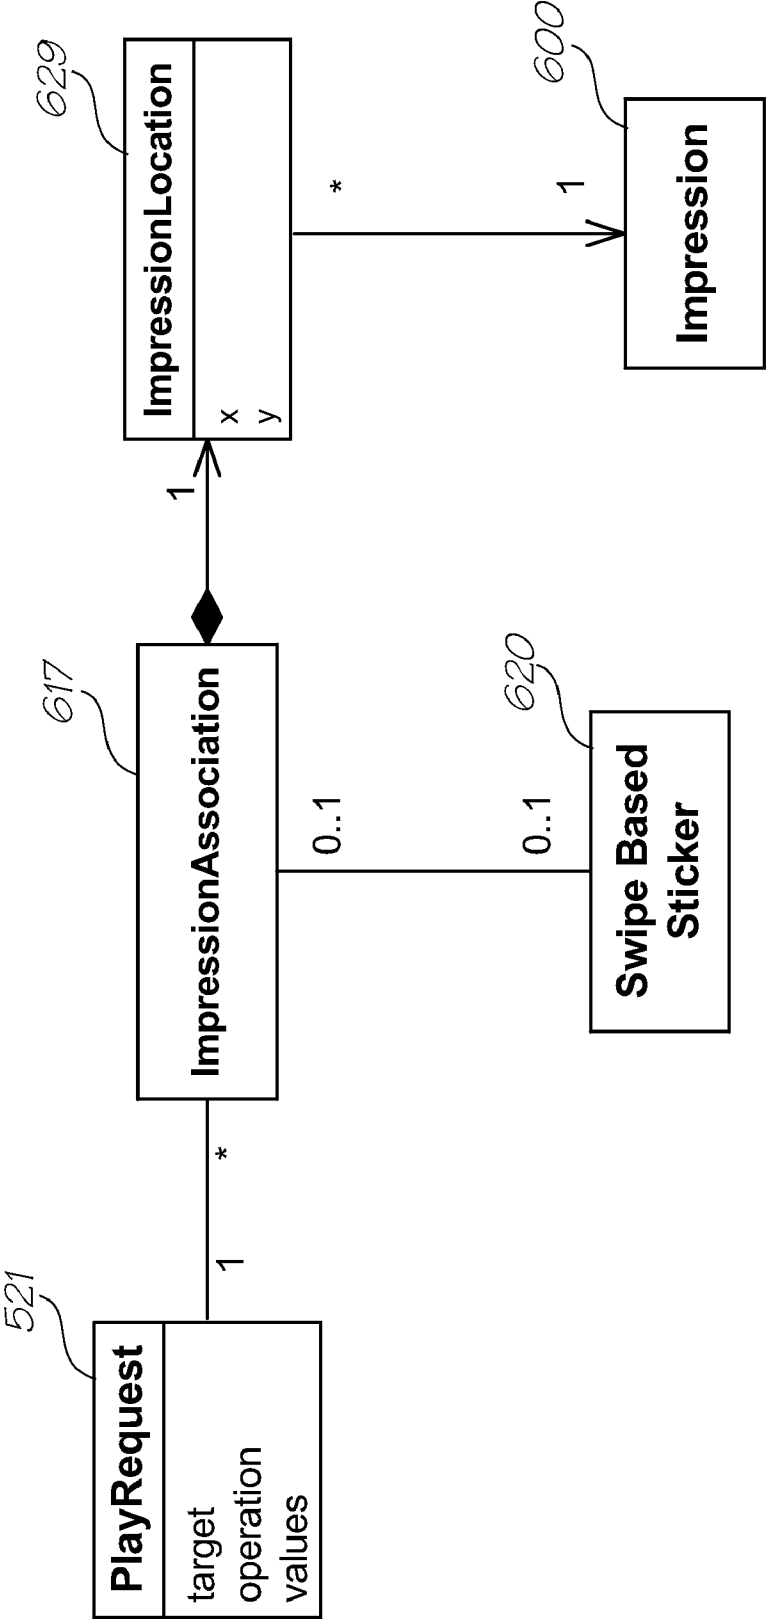 521
PlayRequest
target
operation
values
1
*
617
ImpressionAssociation
0..1
0..1
620
Swipe Based
Sticker
1
629
ImpressionLocation
x
y
*
1
600
Impression